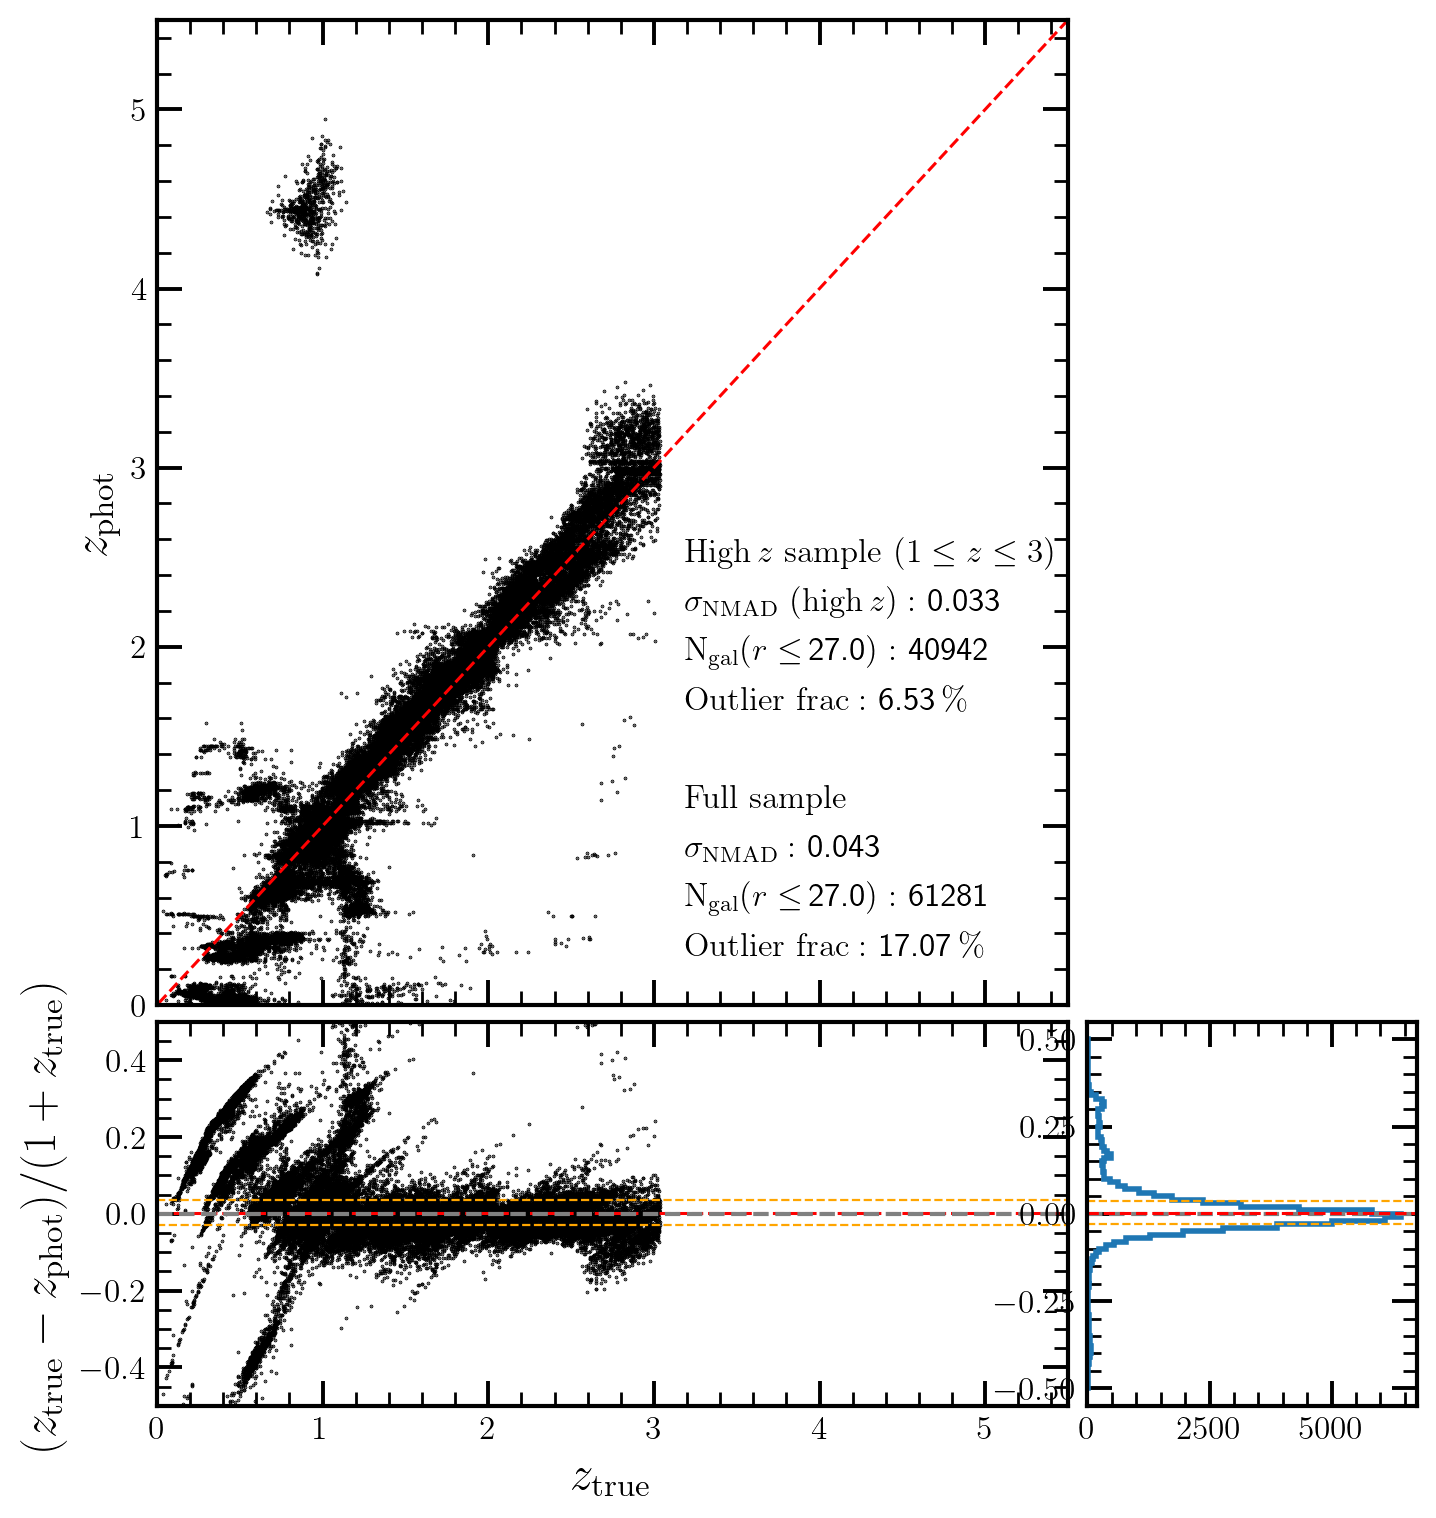 5
4
3
2
1
0
z_phot
High z sample (1 ≤ z ≤ 3)
σ_NMAD (high z) : 0.033
N_gal(r ≤ 27.0) : 40942
Outlier frac : 6.53 %
Full sample
σ_NMAD : 0.043
N_gal(r ≤ 27.0) : 61281
Outlier frac : 17.07 %
(z_true − z_phot)/(1 + z_true)
0.4
0.2
0.0
−0.2
−0.4
0 1 2 3 4 5
z_true
0.50
0.25
0.00
−0.25
−0.50
0 2500 5000